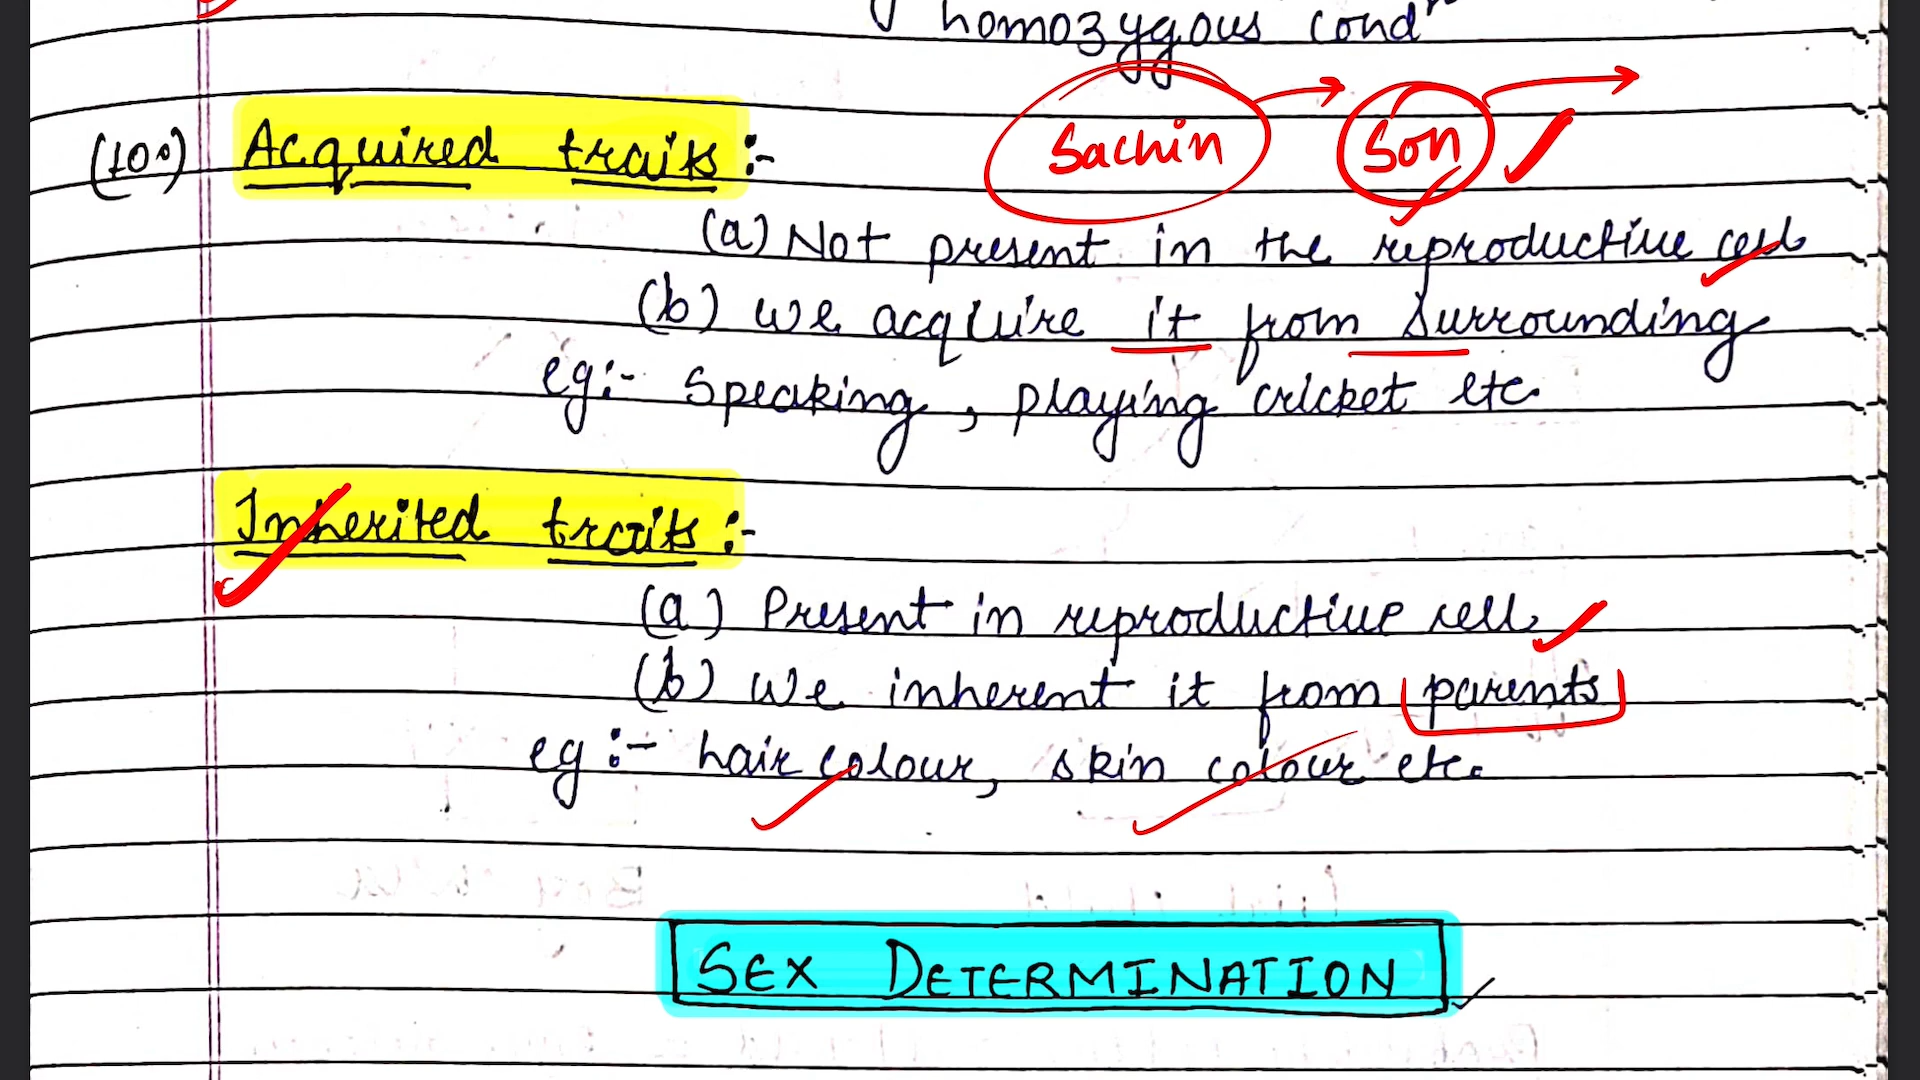 homozygous condⁿ
Sachin → Son →
(10.) Acquired traits :-
(a) Not present in the reproductive cell
(b) we acquire it from surrounding
eg:- Speaking, playing cricket etc.
Inherited traits :-
(a) Present in reproductive cell.
(b) we inherent it from parents
eg:- hair colour, skin colour etc.
SEX DETERMINATION